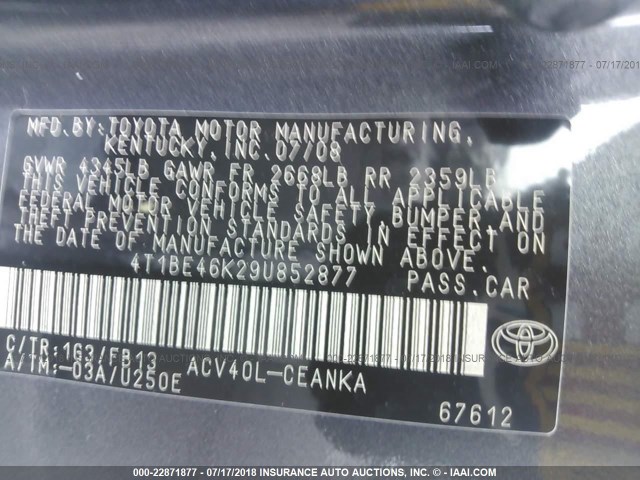 MFD.BY:TOYOTA MOTOR MANUFACTURING,
KENTUCKY, INC. 07/08
GVWR 4345LB GAWR FR 2668LB RR 2359LB
THIS VEHICLE CONFORMS TO ALL APPLICABLE
FEDERAL MOTOR VEHICLE SAFETY BUMPER AND
THEFT PREVENTION STANDARDS IN EFFECT ON
THE DATE OF MANUFACTURE SHOWN ABOVE.
4T1BE46K29U852877 PASS.CAR
C/TR:1G3/FB13 ACV40L-CEANKA
A/TM:-03A/U250E
TOYOTA
67612
000-22871877 - 07/17/2018 INSURANCE AUTO AUCTIONS, INC. - IAAI.COM